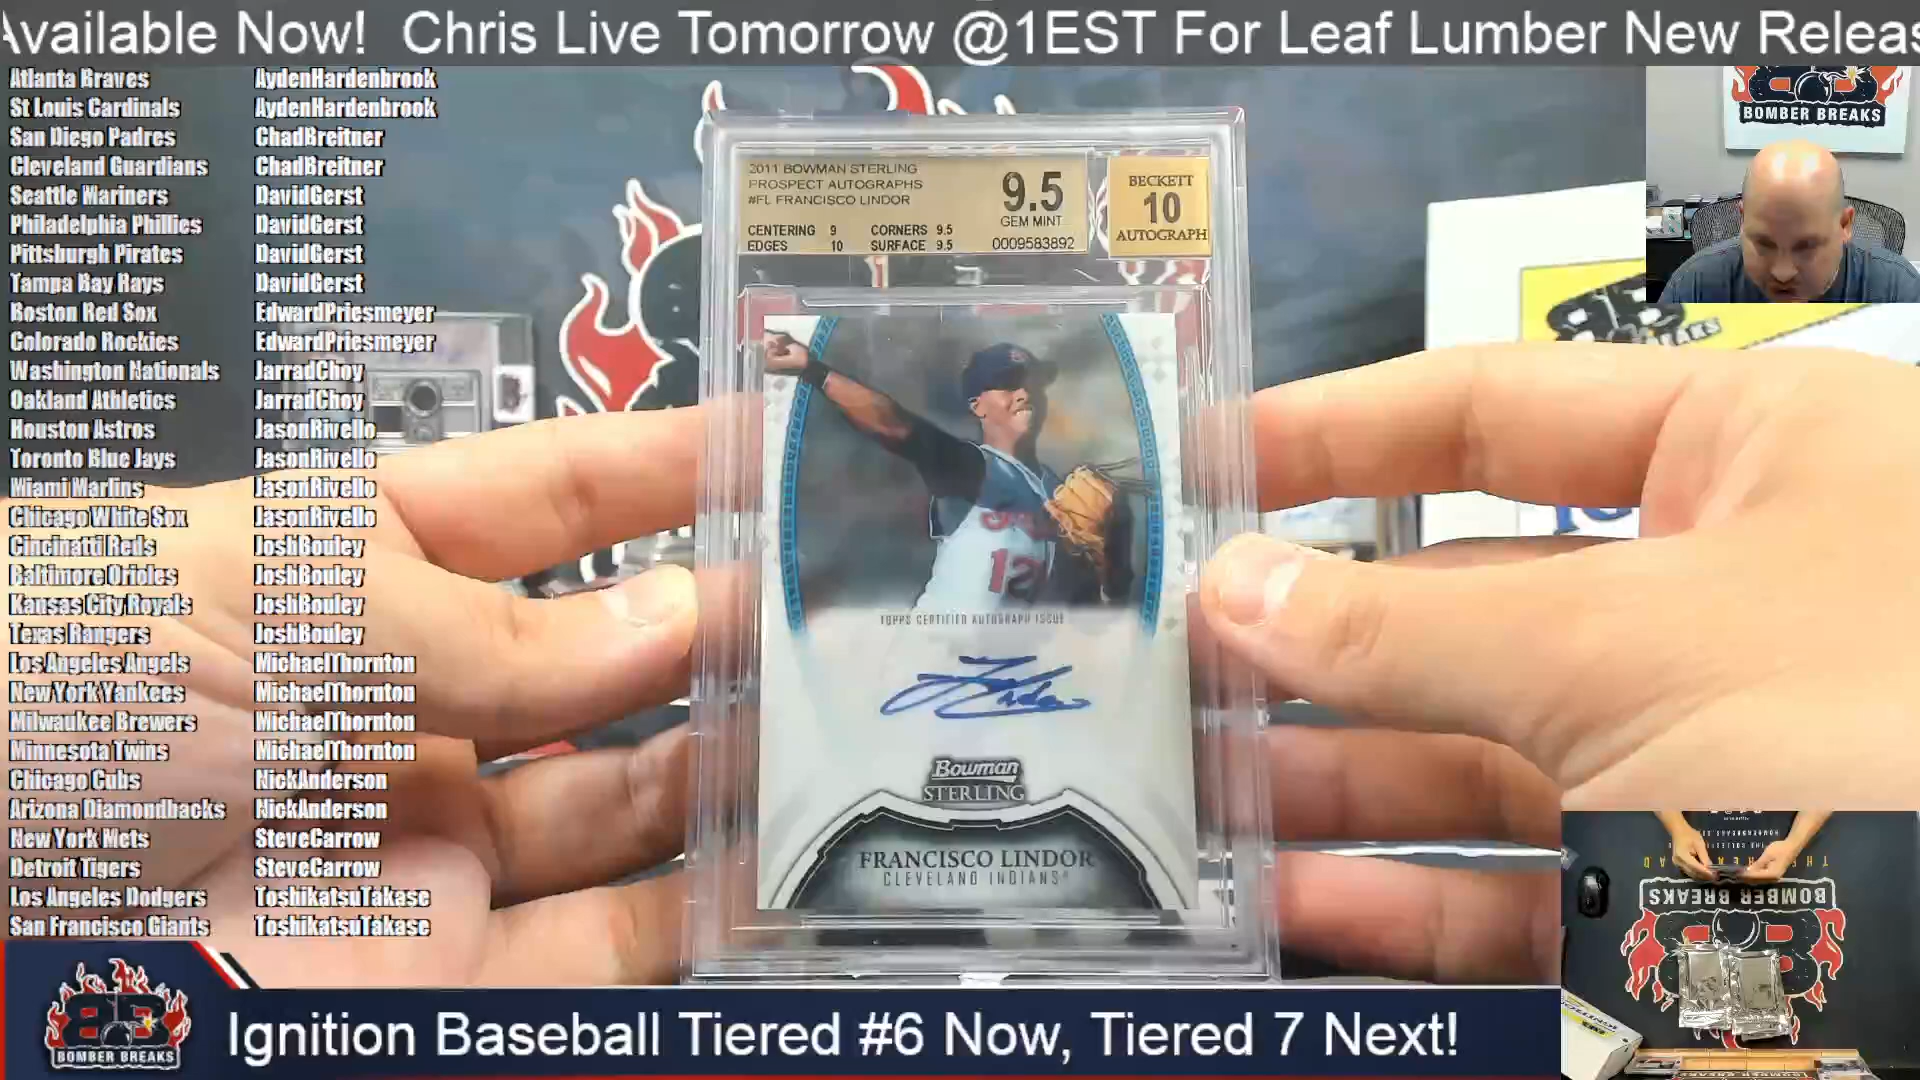 Available Now! Chris Live Tomorrow @1EST For Leaf Lumber New Releas
Atlanta Braves AydenHardenbrook
St Louis Cardinals AydenHardenbrook
San Diego Padres ChadBreitner
Cleveland Guardians ChadBreitner
Seattle Mariners DavidGerst
Philadelphia Phillies DavidGerst
Pittsburgh Pirates DavidGerst
Tampa Bay Rays DavidGerst
Boston Red Sox EdwardPriesmeyer
Colorado Rockies EdwardPriesmeyer
Washington Nationals JarradChoy
Oakland Athletics JarradChoy
Houston Astros JasonRivello
Toronto Blue Jays JasonRivello
Miami Marlins JasonRivello
Chicago White Sox JasonRivello
Cincinatti Reds JoshBouley
Baltimore Orioles JoshBouley
Kansas City Royals JoshBouley
Texas Rangers JoshBouley
Los Angeles Angels MichaelThornton
New York Yankees MichaelThornton
Milwaukee Brewers MichaelThornton
Minnesota Twins MichaelThornton
Chicago Cubs NickAnderson
Arizona Diamondbacks NickAnderson
New York Mets SteveCarrow
Detroit Tigers SteveCarrow
Los Angeles Dodgers ToshikatsuTakase
San Francisco Giants ToshikatsuTakase
2011 BOWMAN STERLING
PROSPECT AUTOGRAPHS
#FL FRANCISCO LINDOR
CENTERING 9 CORNERS 9.5
EDGES 10 SURFACE 9.5
9.5
GEM MINT
0009583892
BECKETT
10
AUTOGRAPH
12
TOPPS CERTIFIED AUTOGRAPH ISSUE
Bowman
STERLING
FRANCISCO LINDOR
CLEVELAND INDIANS
BOMBER BREAKS
BOMBER BREAKS
BOMBER BREAKS
Ignition Baseball Tiered #6 Now, Tiered 7 Next!